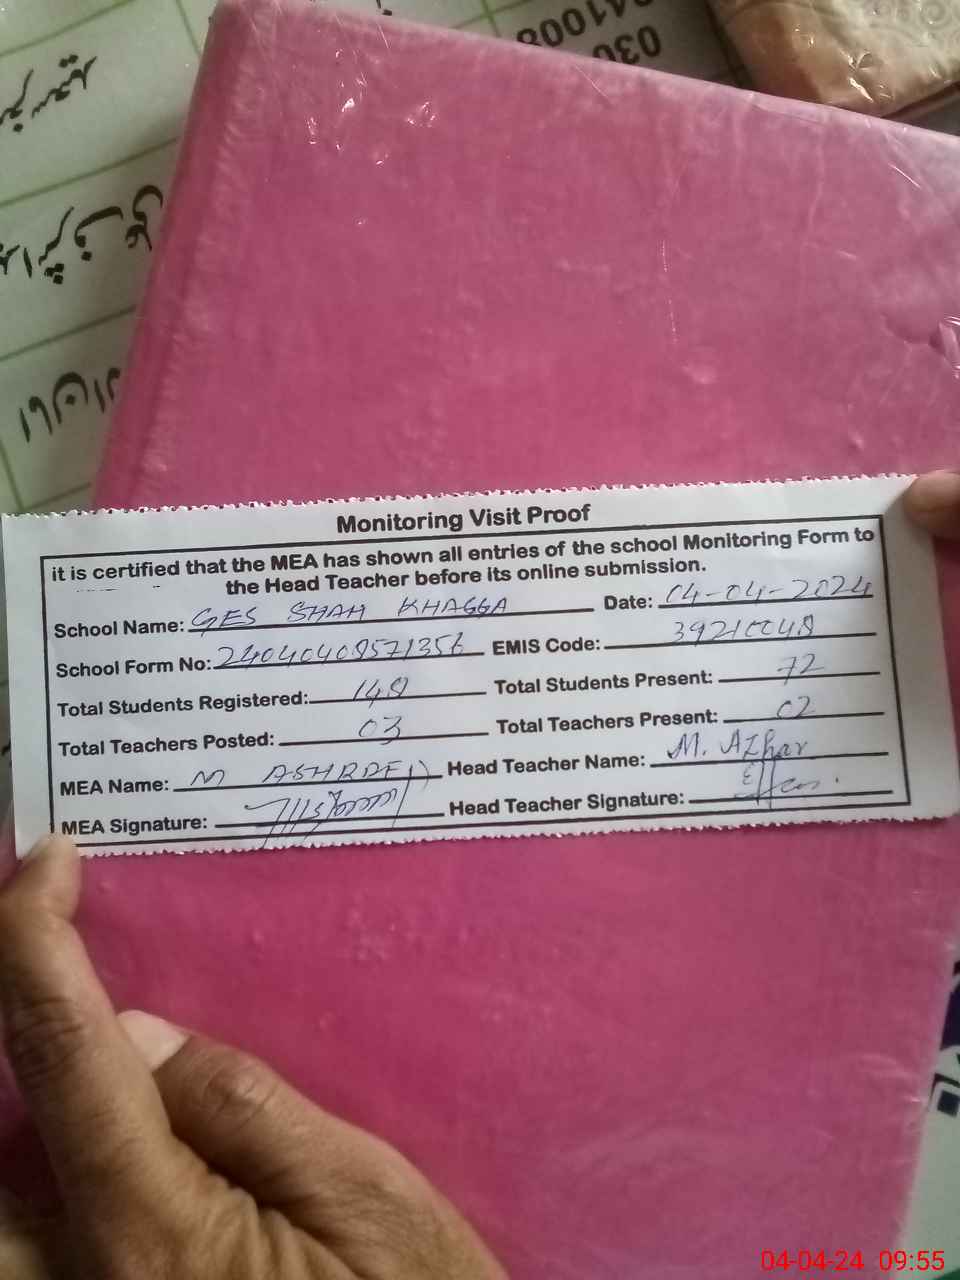 Monitoring Visit Proof
it is certified that the MEA has shown all entries of the school Monitoring Form to
the Head Teacher before its online submission.
School Name: GES SHAH KHAGGA Date: 04-04-2024
School Form No: EMIS Code: 39210048
Total Students Registered: 148 Total Students Present: 72
Total Teachers Posted: 03 Total Teachers Present: 02
MEA Name: M Head Teacher Name: M. Azhar
MEA Signature: Head Teacher Signature:
04-04-24 09:55